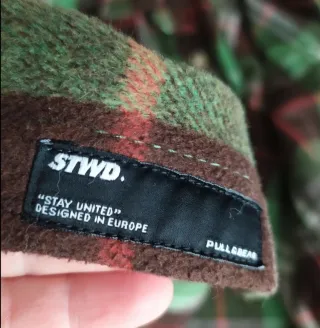 STWD.
"STAY UNITED"
DESIGNED IN EUROPE
PULL&BEAR